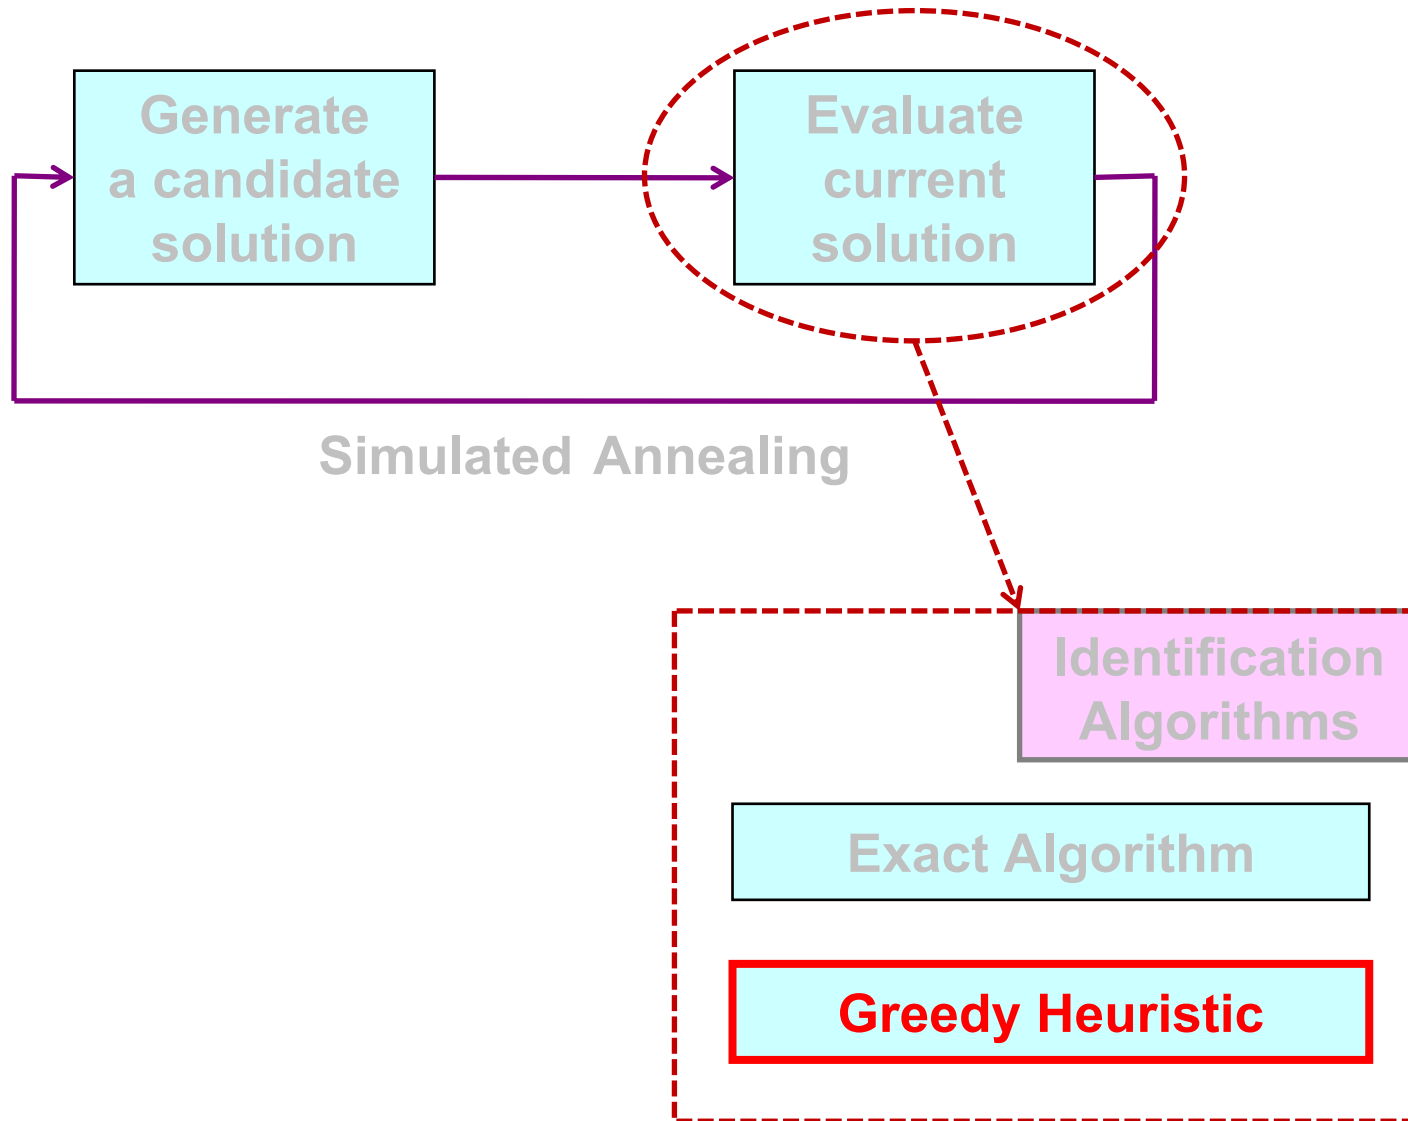 Generate
a candidate
solution
Evaluate
current
solution
Simulated Annealing
Identification
Algorithms
Exact Algorithm
Greedy Heuristic